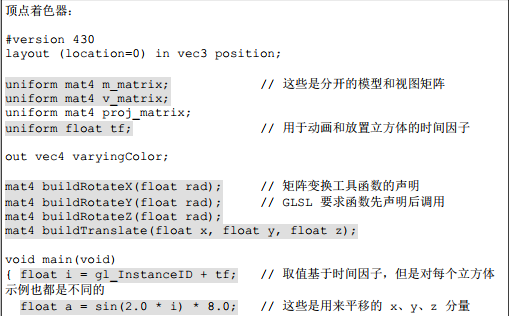 顶点着色器：
#version 430
layout (location=0) in vec3 position;
uniform mat4 m_matrix; // 这些是分开的模型和视图矩阵
uniform mat4 v_matrix;
uniform mat4 proj_matrix;
uniform float tf; // 用于动画和放置立方体的时间因子
out vec4 varyingColor;
mat4 buildRotateX(float rad); // 矩阵变换工具函数的声明
mat4 buildRotateY(float rad); // GLSL 要求函数先声明后调用
mat4 buildRotateZ(float rad);
mat4 buildTranslate(float x, float y, float z);
void main(void)
{ float i = gl_InstanceID + tf; // 取值基于时间因子，但是对每个立方体
示例也都是不同的
float a = sin(2.0 * i) * 8.0; // 这些是用来平移的 x、y、z 分量